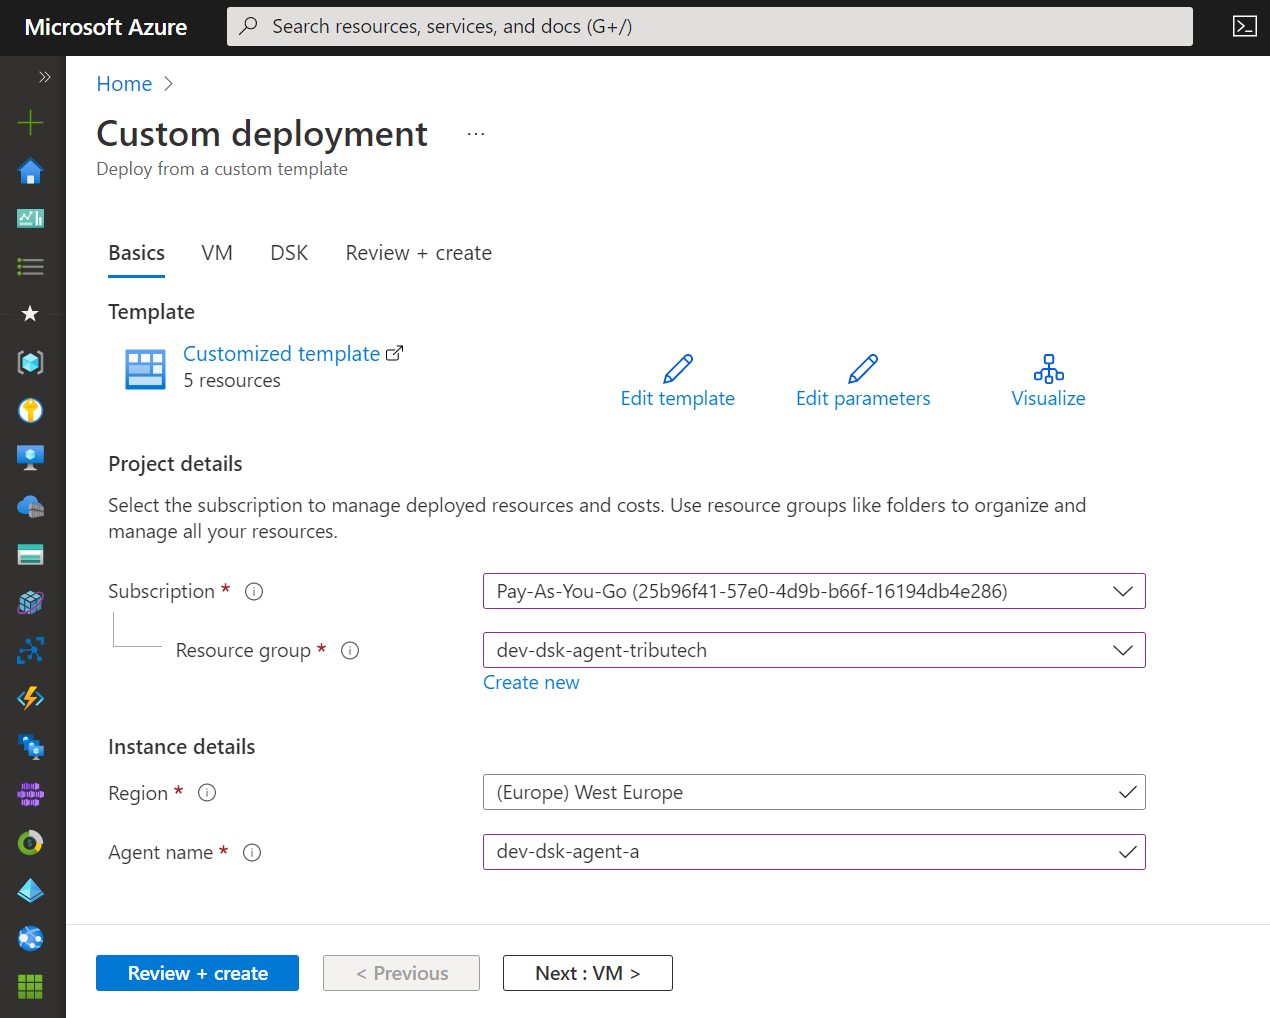 Microsoft Azure
Search resources, services, and docs (G+/)
Home
Custom deployment
...
Deploy from a custom template
Basics
VM
DSK
Review + create
Template
Customized template
5 resources
Edit template
Edit parameters
Visualize
Project details
Select the subscription to manage deployed resources and costs. Use resource groups like folders to organize and
manage all your resources.
Subscription *
Pay-As-You-Go (25b96f41-57e0-4d9b-b66f-16194db4e286)
Resource group *
dev-dsk-agent-tributech
Create new
Instance details
Region *
(Europe) West Europe
Agent name *
dev-dsk-agent-a
Review + create
< Previous
Next : VM >